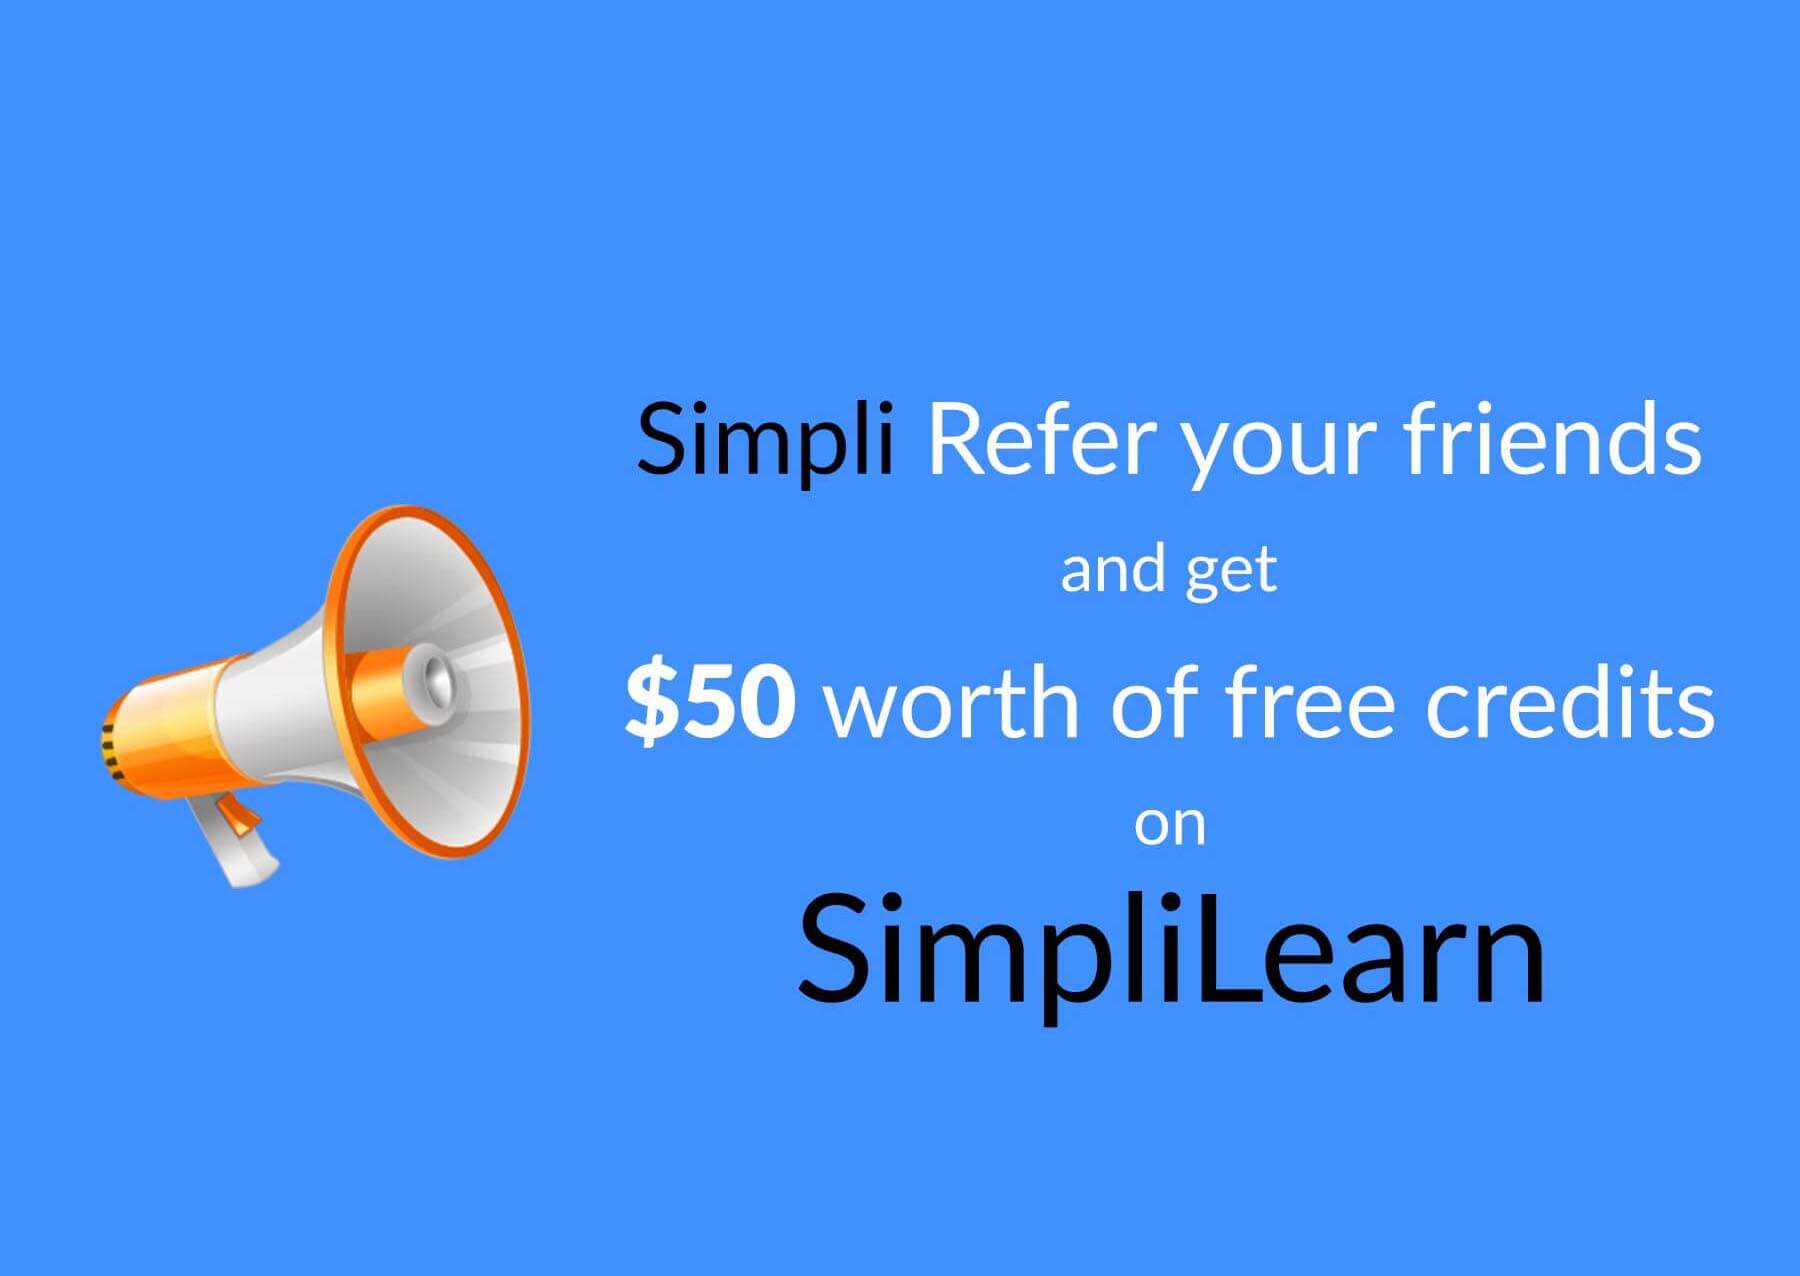 Simpli Refer your friends
and get
$50 worth of free credits
on
SimpliLearn